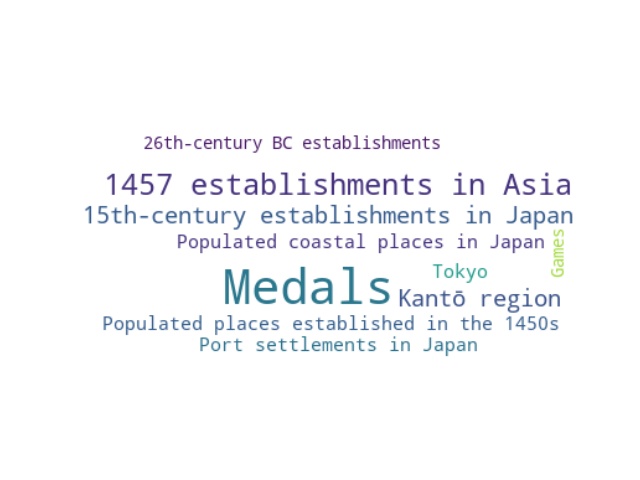 26th-century BC establishments
1457 establishments in Asia
15th-century establishments in Japan
Populated coastal places in Japan
Games
Tokyo
Medals
Kantō region
Populated places established in the 1450s
Port settlements in Japan